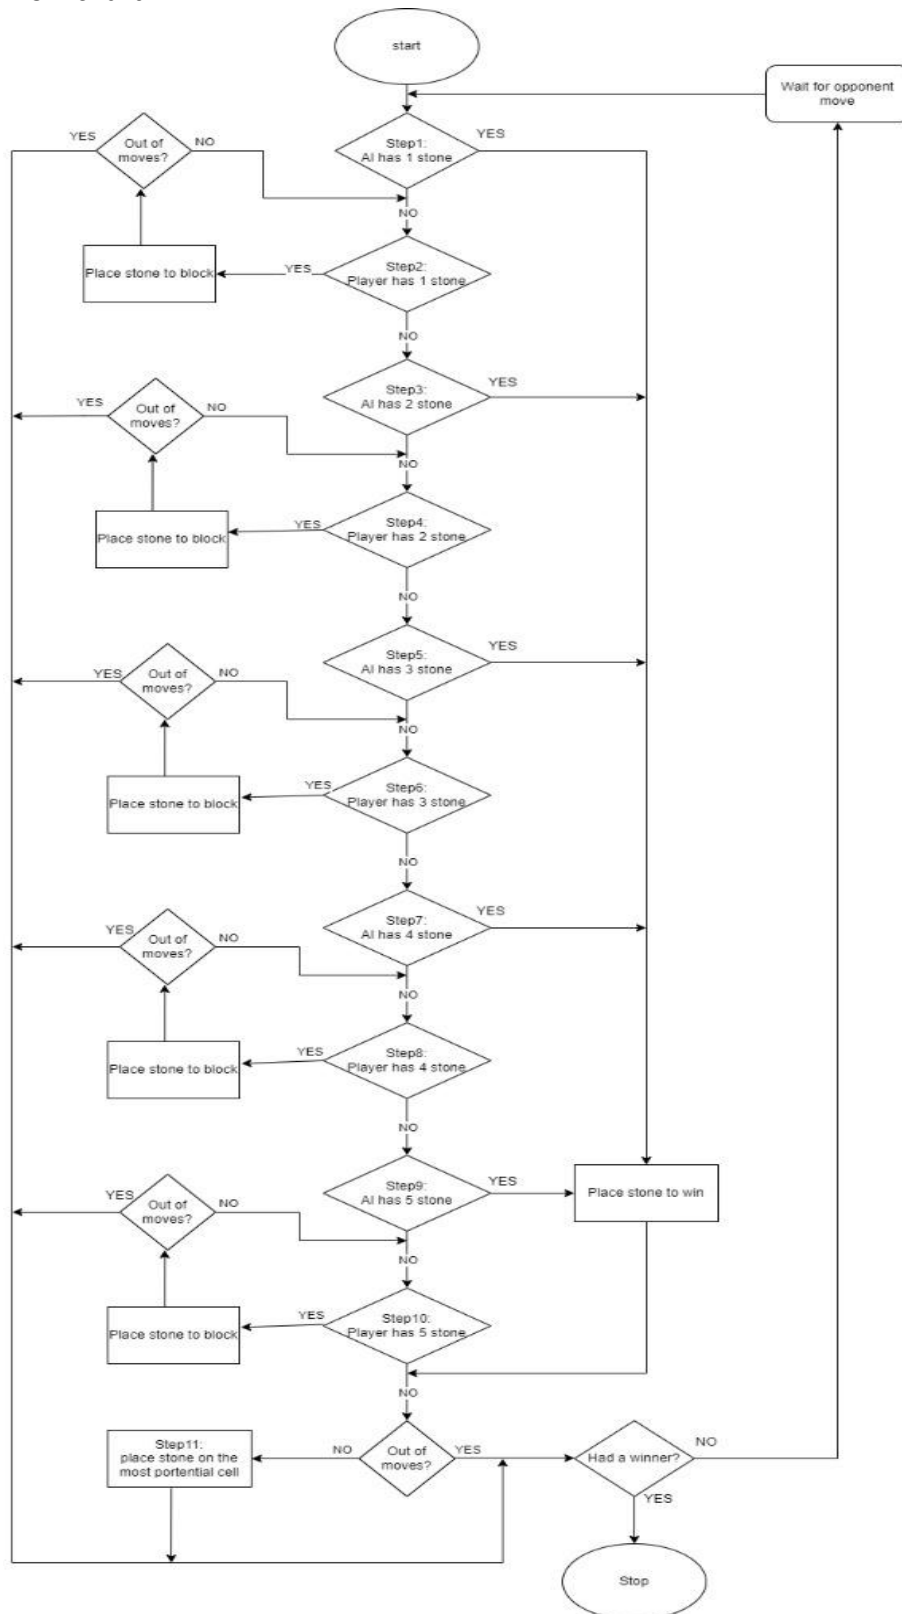 start
Wait for opponent
move
YES
Out of
moves?
NO
Step1:
AI has 1 stone
YES
NO
Place stone to block
YES
Step2:
Player has 1 stone
NO
YES
Out of
moves?
NO
Step3:
AI has 2 stone
YES
NO
Place stone to block
YES
Step4:
Player has 2 stone
NO
YES
Out of
moves?
NO
Step5:
AI has 3 stone
YES
NO
Place stone to block
YES
Step6:
Player has 3 stone
NO
YES
Out of
moves?
NO
Step7:
AI has 4 stone
YES
NO
Place stone to block
YES
Step8:
Player has 4 stone
NO
YES
Out of
moves?
NO
Step9:
AI has 5 stone
YES
Place stone to win
NO
Place stone to block
YES
Step10:
Player has 5 stone
NO
Step11:
place stone on the
most portential cell
NO
Out of
moves?
YES
Had a winner?
NO
YES
Stop